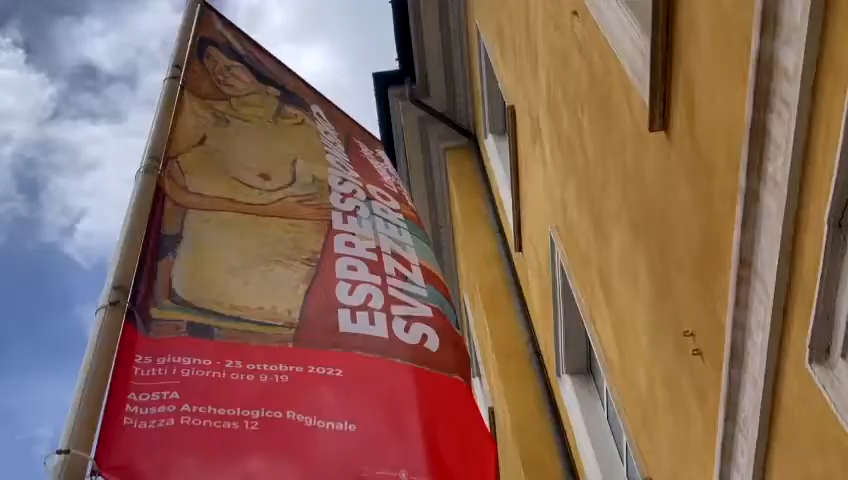 ESPRESSIONISMO
SVIZZERO
25 giugno - 23 ottobre 2022
Tutti i giorni ore 9-19
AOSTA
Museo Archeologico Regionale
Piazza Roncas 12